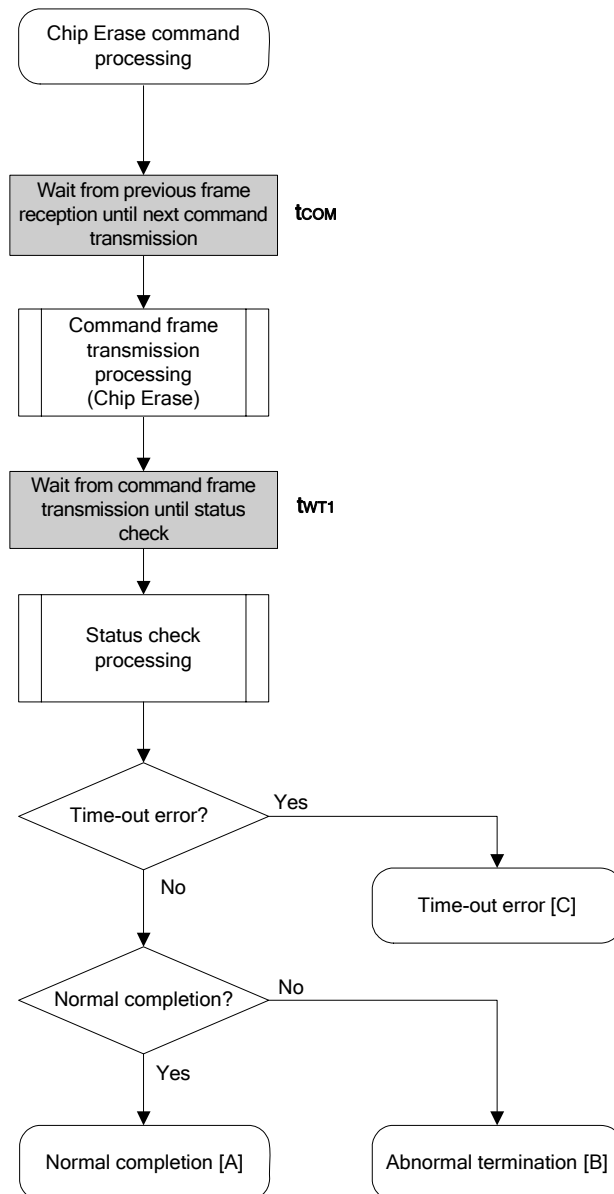 Chip Erase command
processing
Wait from previous frame
reception until next command
transmission
tCOM
Command frame
transmission
processing
(Chip Erase)
Wait from command frame
transmission until status
check
tWT1
Status check
processing
Time-out error?
Yes
No
Time-out error [C]
Normal completion?
No
Yes
Normal completion [A]
Abnormal termination [B]